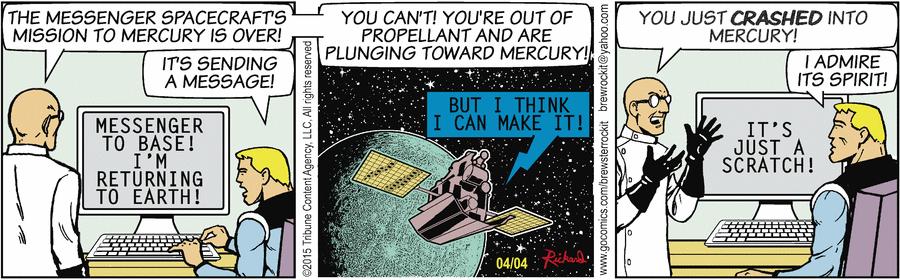 THE MESSENGER SPACECRAFT'S
MISSION TO MERCURY IS OVER!
IT'S SENDING
A MESSAGE!
MESSENGER
TO BASE!
I'M
RETURNING
TO EARTH!
©2015 Tribune Content Agency, LLC. All rights reserved
YOU CAN'T! YOU'RE OUT OF
PROPELLANT AND ARE
PLUNGING TOWARD MERCURY!
BUT I THINK
I CAN MAKE IT!
04/04
Richard
www.gocomics.com/brewsterrockit brewrockit@yahoo.com
YOU JUST CRASHED INTO
MERCURY!
I ADMIRE
ITS SPIRIT!
IT'S
JUST A
SCRATCH!